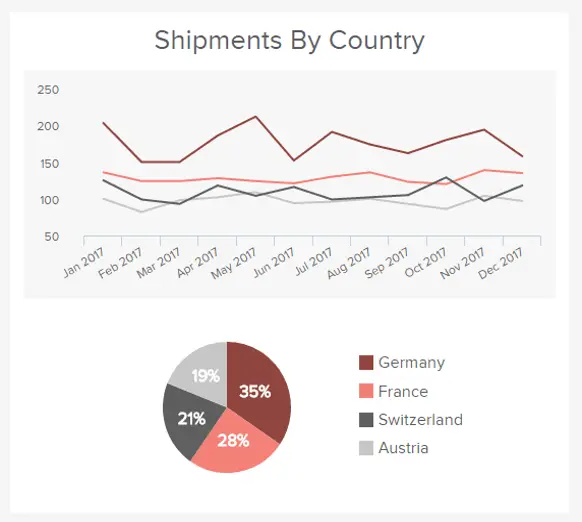 Shipments By Country
250
200
150
100
50
Jan 2017
Feb 2017
Mar 2017
Apr 2017
May 2017
Jun 2017
Jul 2017
Aug 2017
Sep 2017
Oct 2017
Nov 2017
Dec 2017
19%
35%
21%
28%
Germany
France
Switzerland
Austria